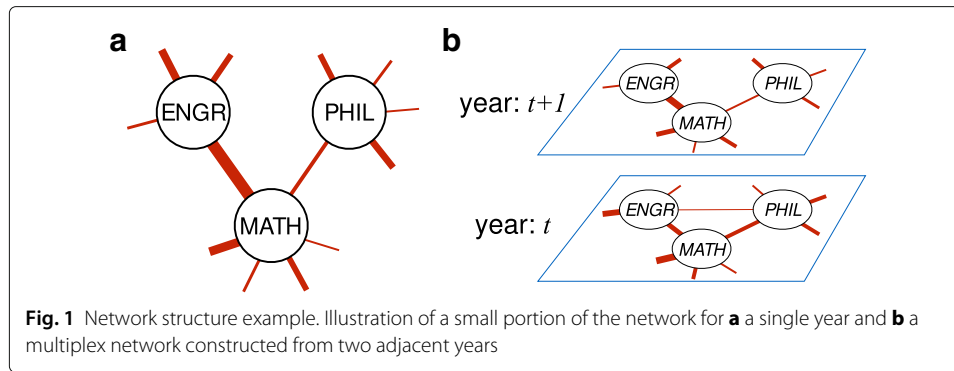 a
b
ENGR
PHIL
MATH
year: t+1
ENGR
PHIL
MATH
year: t
ENGR
PHIL
MATH
Fig. 1 Network structure example. Illustration of a small portion of the network for a a single year and b a
multiplex network constructed from two adjacent years